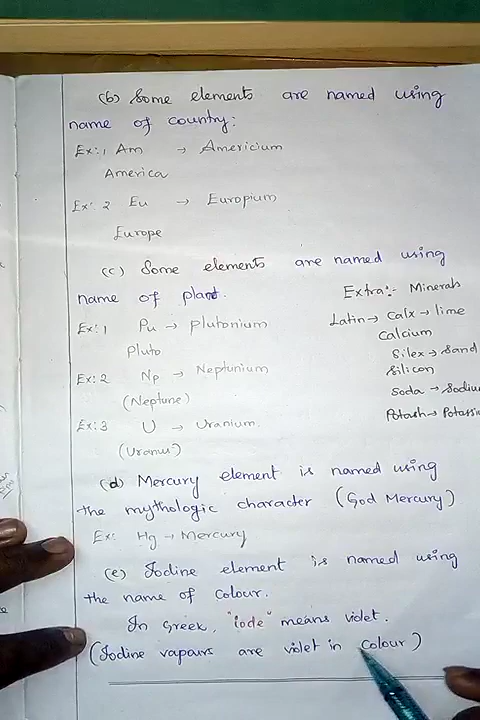 (b) Some elements are named using
name of country:
Ex: 1 Am → Americium
America
Ex: 2 Eu → Europium
Europe
(c) Some elements are named using
name of planet.
Ex: 1 Pu → plutonium
Pluto
Ex: 2 Np → Neptunium
(Neptune)
Ex: 3 U → Uranium.
(Uranus)
Extra:- Minerals
Latin → Calx → lime
Calcium
Silex → Sand
Silicon
Soda → Sodiu
Potash → Potassi
(d) Mercury element is named using
the mythologic character (God Mercury)
Ex: Hg → Mercury
(e) Iodine element is named using
the name of colour.
In Greek, "iode" means violet.
(Iodine vapours are violet in colour)